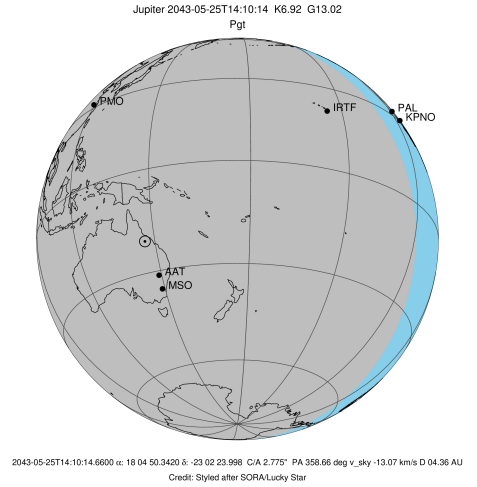 Jupiter 2043-05-25T14:10:14 K6.92 G13.02
Pgt
PMO
IRTF
PAL
KPNO
AAT
MSO
2043-05-25T14:10:14.6600 α: 18 04 50.3420 δ: -23 02 23.998 C/A 2.775" PA 358.66 deg v_sky -13.07 km/s D 04.36 AU
Credit: Styled after SORA/Lucky Star